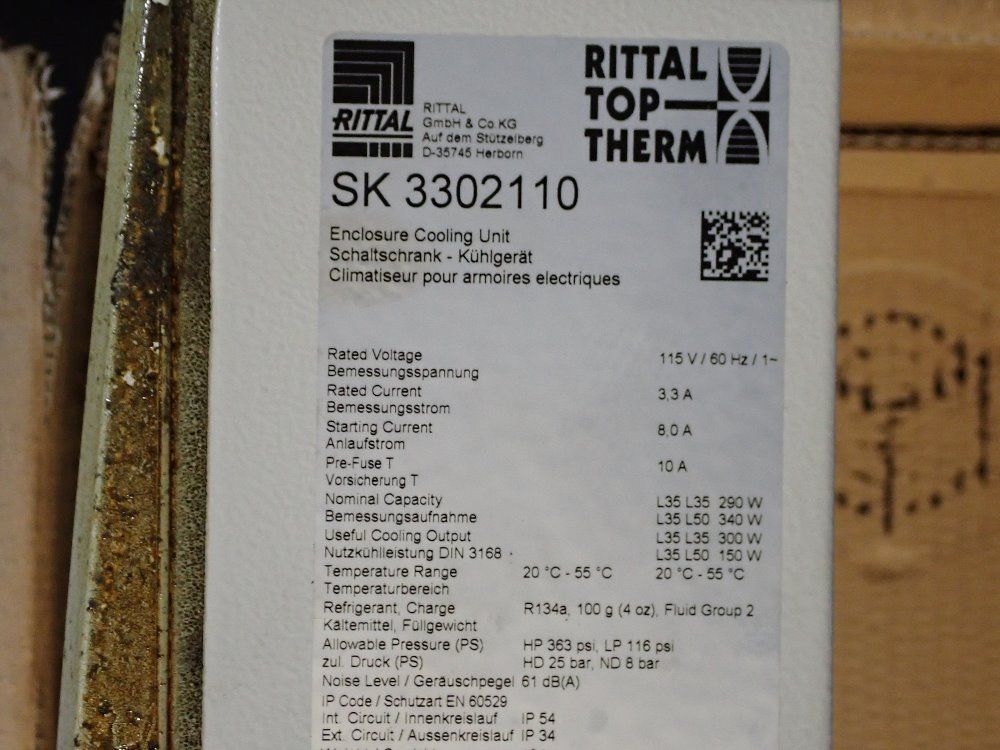 RITTAL
RITTAL
GmbH & Co.KG
Auf dem Stützelberg
D-35745 Herborn
RITTAL
TOP
THERM
SK 3302110
Enclosure Cooling Unit
Schaltschrank - Kühlgerät
Climatiseur pour armoires electriques
Rated Voltage 115 V / 60 Hz / 1~
Bemessungsspannung
Rated Current 3,3 A
Bemessungsstrom
Starting Current 8,0 A
Anlaufstrom
Pre-Fuse T 10 A
Vorsicherung T
Nominal Capacity L35 L35 290 W
Bemessungsaufnahme L35 L50 340 W
Useful Cooling Output L35 L35 300 W
Nutzkühlleistung DIN 3168 L35 L50 150 W
Temperature Range 20 °C - 55 °C 20 °C - 55 °C
Temperaturbereich
Refrigerant, Charge R134a, 100 g (4 oz), Fluid Group 2
Kältemittel, Füllgewicht
Allowable Pressure (PS) HP 363 psi, LP 116 psi
zul. Druck (PS) HD 25 bar, ND 8 bar
Noise Level / Geräuschpegel 61 dB(A)
IP Code / Schutzart EN 60529
Int. Circuit / Innenkreislauf IP 54
Ext. Circuit / Aussenkreislauf IP 34